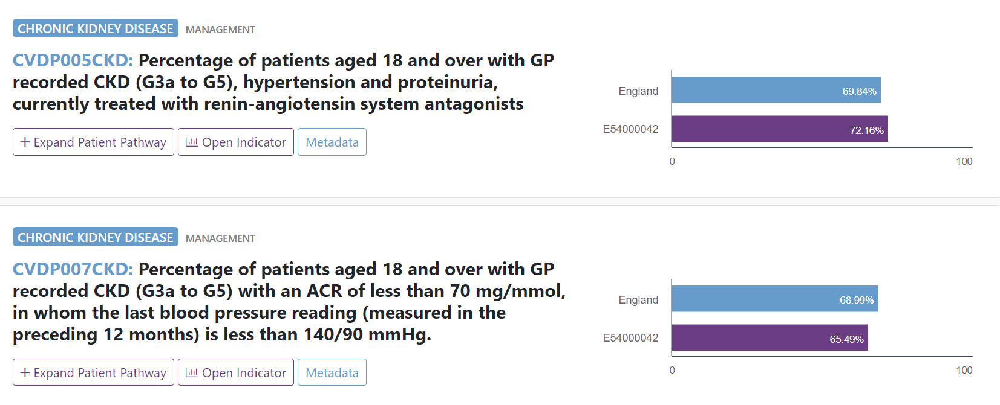 CHRONIC KIDNEY DISEASE MANAGEMENT
CVDP005CKD: Percentage of patients aged 18 and over with GP
recorded CKD (G3a to G5), hypertension and proteinuria,
currently treated with renin-angiotensin system antagonists
+ Expand Patient Pathway Open Indicator Metadata
England 69.84%
E54000042 72.16%
0 100
CHRONIC KIDNEY DISEASE MANAGEMENT
CVDP007CKD: Percentage of patients aged 18 and over with GP
recorded CKD (G3a to G5) with an ACR of less than 70 mg/mmol,
in whom the last blood pressure reading (measured in the
preceding 12 months) is less than 140/90 mmHg.
+ Expand Patient Pathway Open Indicator Metadata
England 68.99%
E54000042 65.49%
0 100